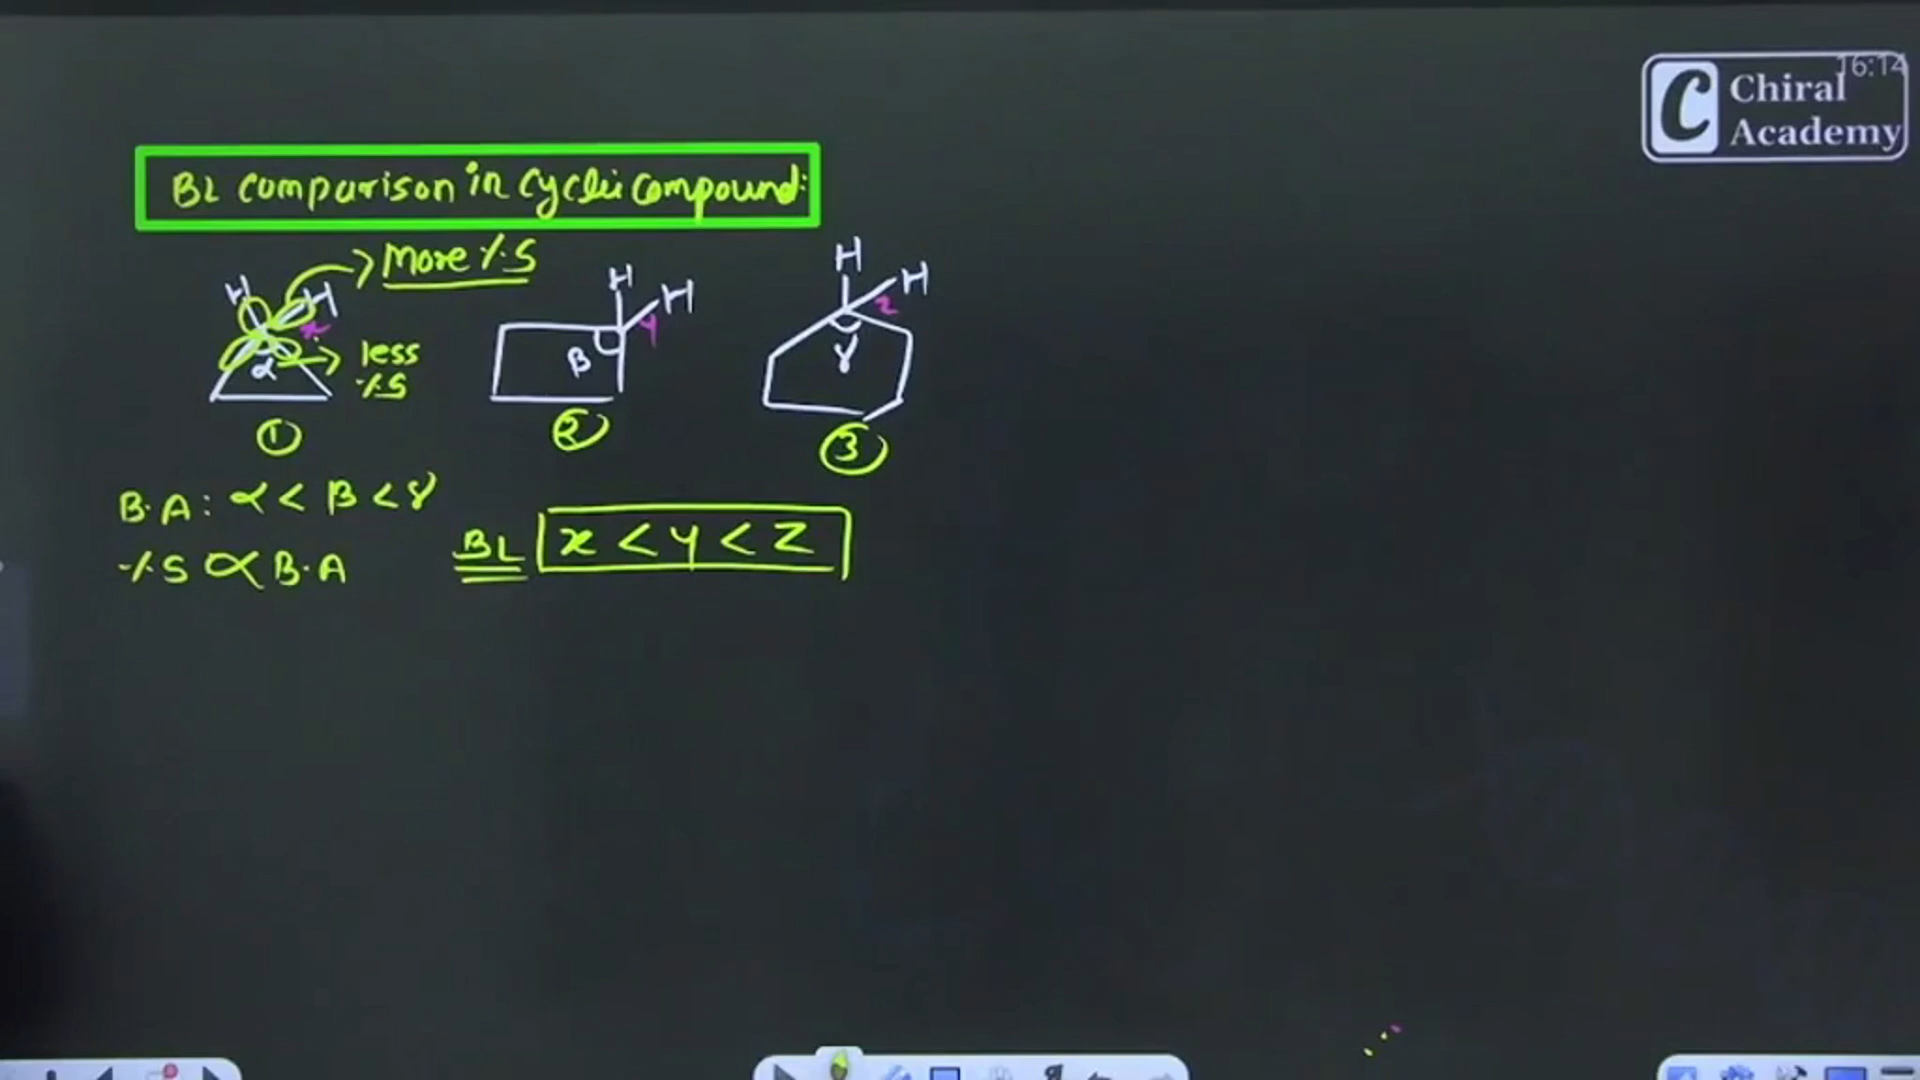 16:14
Chiral
Academy
BL comparison in cyclic compound:
More %S
H H x
α
less
%S
①
H H y
B
②
H H z
γ
③
B.A: α < B < γ
%S ∝ B.A
BL x < y < z